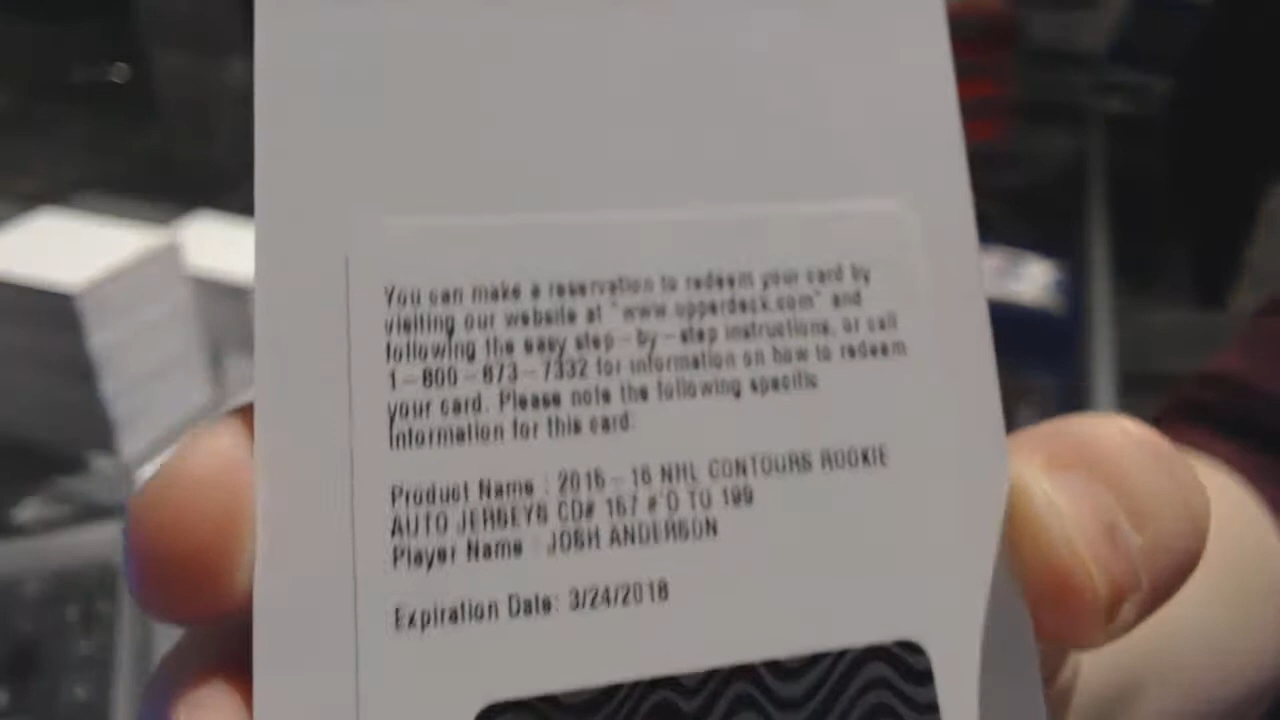 You can make a reservation to redeem your card by
visiting our website at "www.upperdeck.com" and
following the easy step-by-step instructions, or call
1-800-873-7332 for information on how to redeem
your card. Please note the following specific
information for this card:
Product Name : 2015-16 NHL CONTOURS ROOKIE
AUTO JERSEYS CD# 167 #'D TO 199
Player Name : JOSH ANDERSON
Expiration Date: 3/24/2018